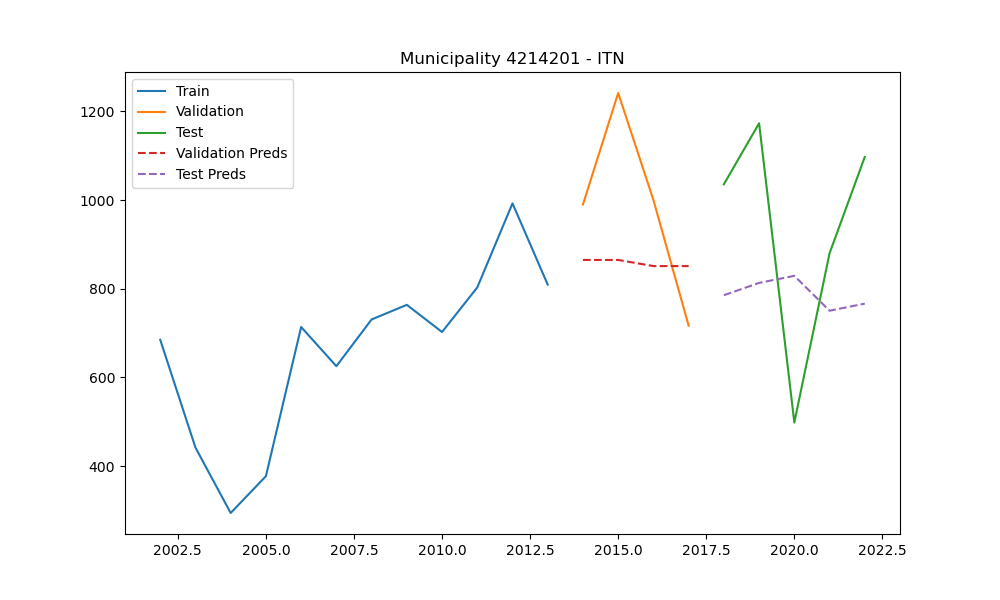 Municipality 4214201 - ITN
Train
Validation
Test
Validation Preds
Test Preds
1200
1000
800
600
400
2002.5 2005.0 2007.5 2010.0 2012.5 2015.0 2017.5 2020.0 2022.5